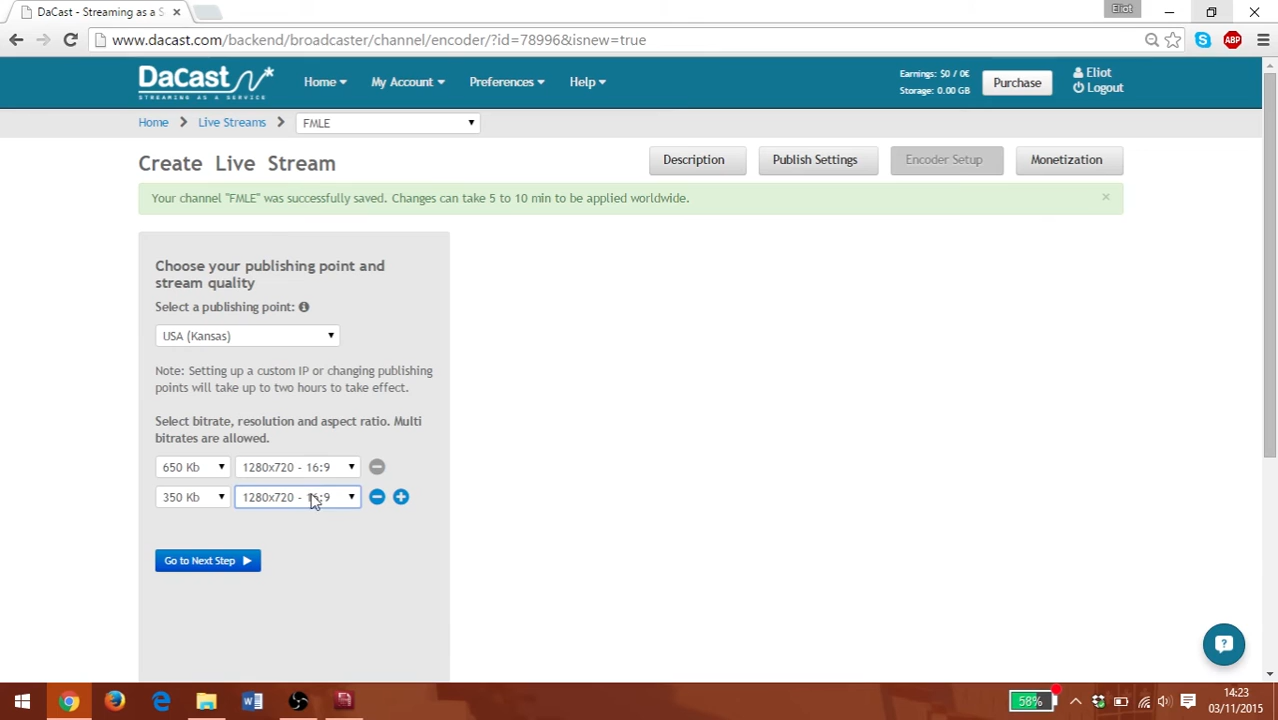 DaCast - Streaming as a S
Eliot
www.dacast.com/backend/broadcaster/channel/encoder/?id=78996&isnew=true
ABP
DaCast
STREAMING AS A SERVICE
Home
My Account
Preferences
Help
Earnings: $0 / 0€
Storage: 0.00 GB
Purchase
Eliot
Logout
Home
Live Streams
FMLE
Create Live Stream
Description
Publish Settings
Encoder Setup
Monetization
Your channel "FMLE" was successfully saved. Changes can take 5 to 10 min to be applied worldwide.
Choose your publishing point and
stream quality
Select a publishing point:
USA (Kansas)
Note: Setting up a custom IP or changing publishing
points will take up to two hours to take effect.
Select bitrate, resolution and aspect ratio. Multi
bitrates are allowed.
650 Kb
1280x720 - 16:9
350 Kb
1280x720 - 16:9
Go to Next Step
58%
14:23
03/11/2015